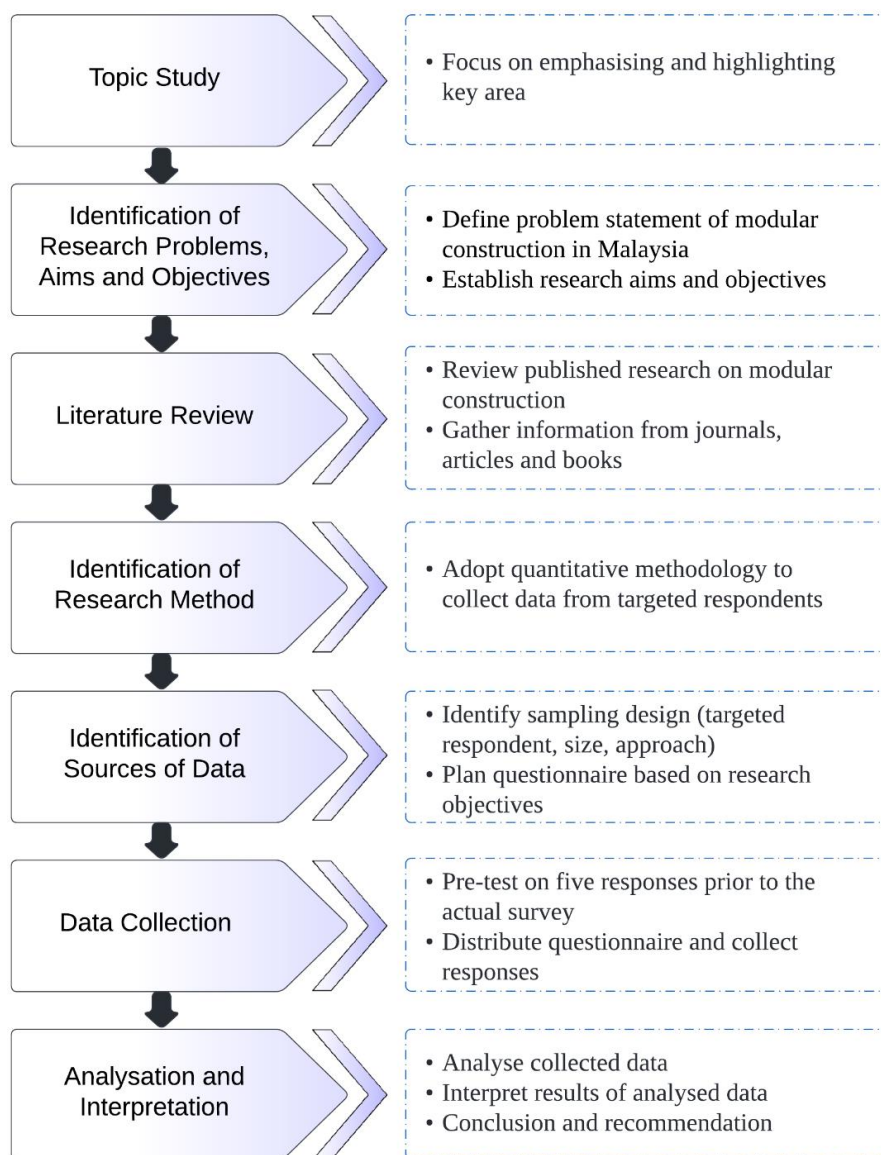 Topic Study
• Focus on emphasising and highlighting
key area
Identification of
Research Problems,
Aims and Objectives
• Define problem statement of modular
construction in Malaysia
• Establish research aims and objectives
Literature Review
• Review published research on modular
construction
• Gather information from journals,
articles and books
Identification of
Research Method
• Adopt quantitative methodology to
collect data from targeted respondents
Identification of
Sources of Data
• Identify sampling design (targeted
respondent, size, approach)
• Plan questionnaire based on research
objectives
Data Collection
• Pre-test on five responses prior to the
actual survey
• Distribute questionnaire and collect
responses
Analysation and
Interpretation
• Analyse collected data
• Interpret results of analysed data
• Conclusion and recommendation